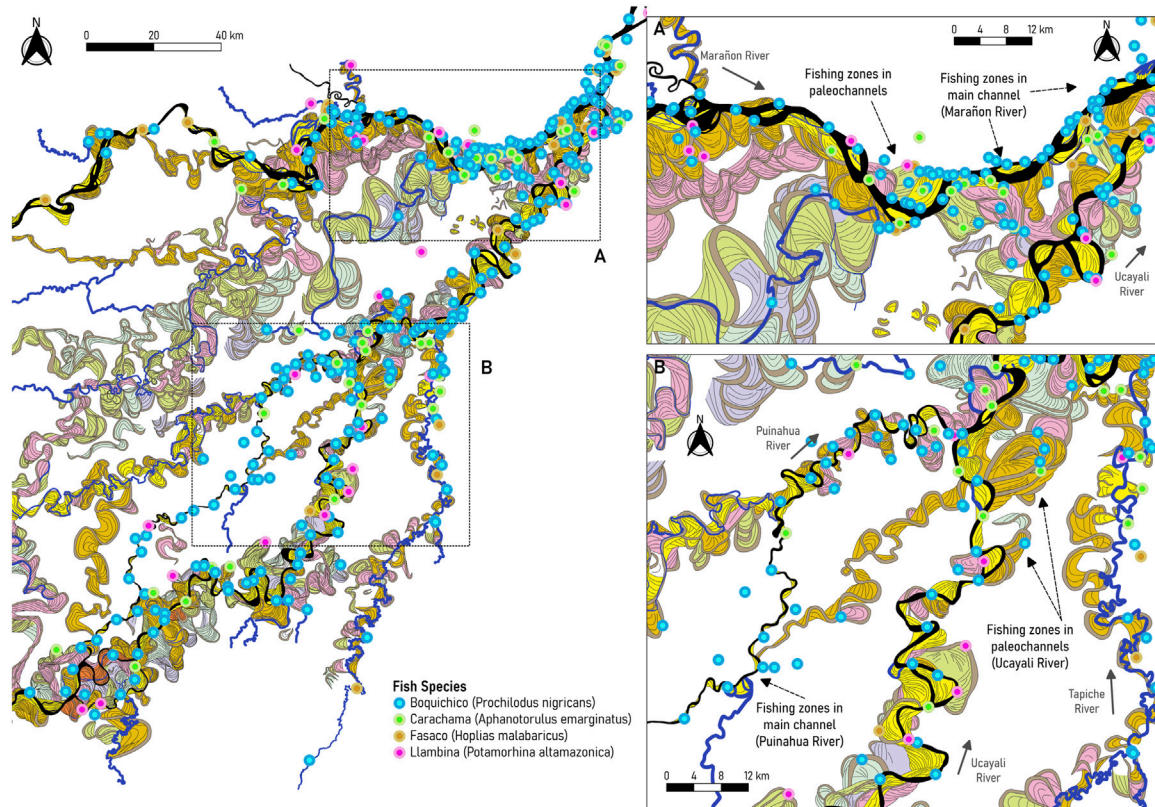 N
0 20 40 km
A
B
Fish Species
Boquichico (Prochilodus nigricans)
Carachama (Aphanotorulus emarginatus)
Fasaco (Hoplias malabaricus)
Llambina (Potamorhina altamazonica)
A
Marañon River
Fishing zones in
paleochannels
Fishing zones in
main channel
(Marañon River)
0 4 8 12 km
N
Ucayali
River
B
N
Puinahua
River
Fishing zones in
paleochannels
(Ucayali River)
Tapiche
River
Fishing zones in
main channel
(Puinahua River)
Ucayali
River
0 4 8 12 km